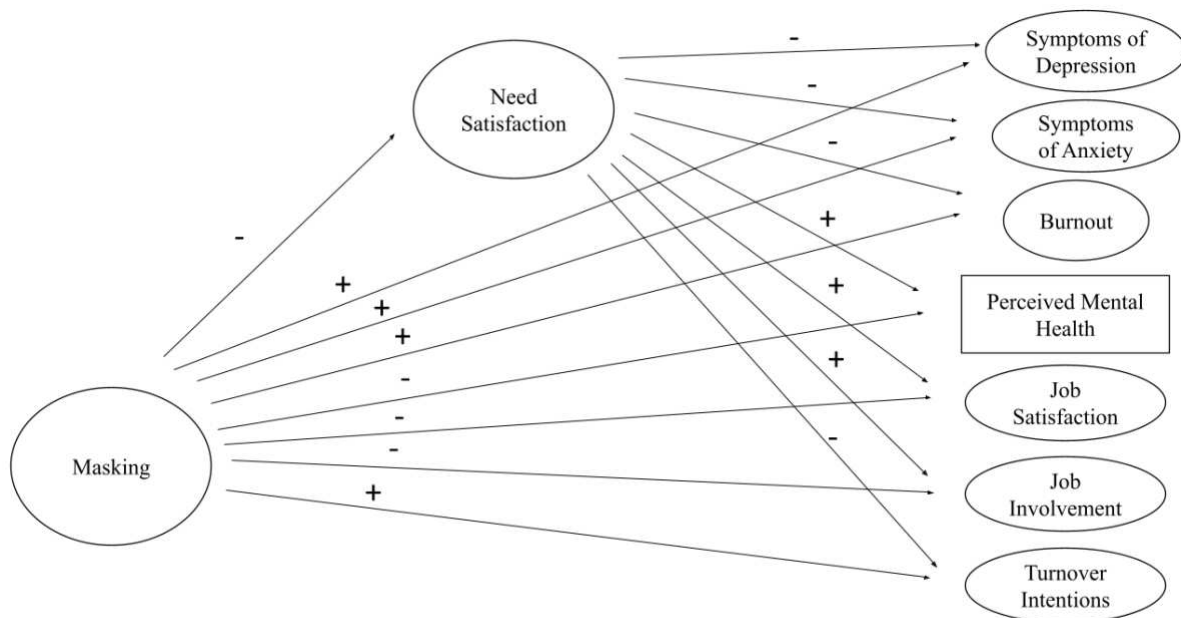 Symptoms of
Depression
-
Need
Satisfaction
-
Symptoms
of Anxiety
-
Burnout
+
-
+
+
Perceived Mental
Health
+
+
+
-
Job
Satisfaction
-
-
-
Masking
+
Job
Involvement
Turnover
Intentions